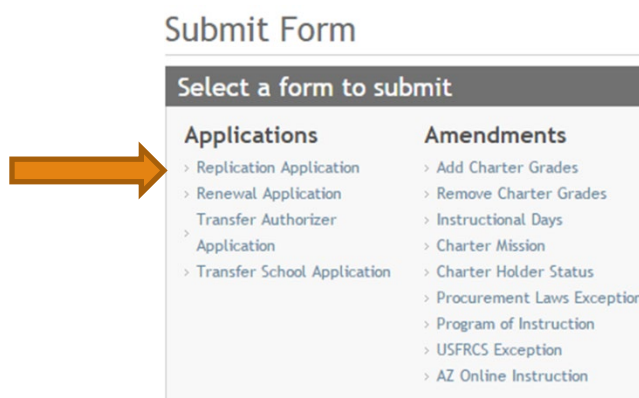 Submit Form
Select a form to submit
Applications
Replication Application
Renewal Application
Transfer Authorizer
Application
Transfer School Application
Amendments
Add Charter Grades
Remove Charter Grades
Instructional Days
Charter Mission
Charter Holder Status
Procurement Laws Exception
Program of Instruction
USFRCS Exception
AZ Online Instruction